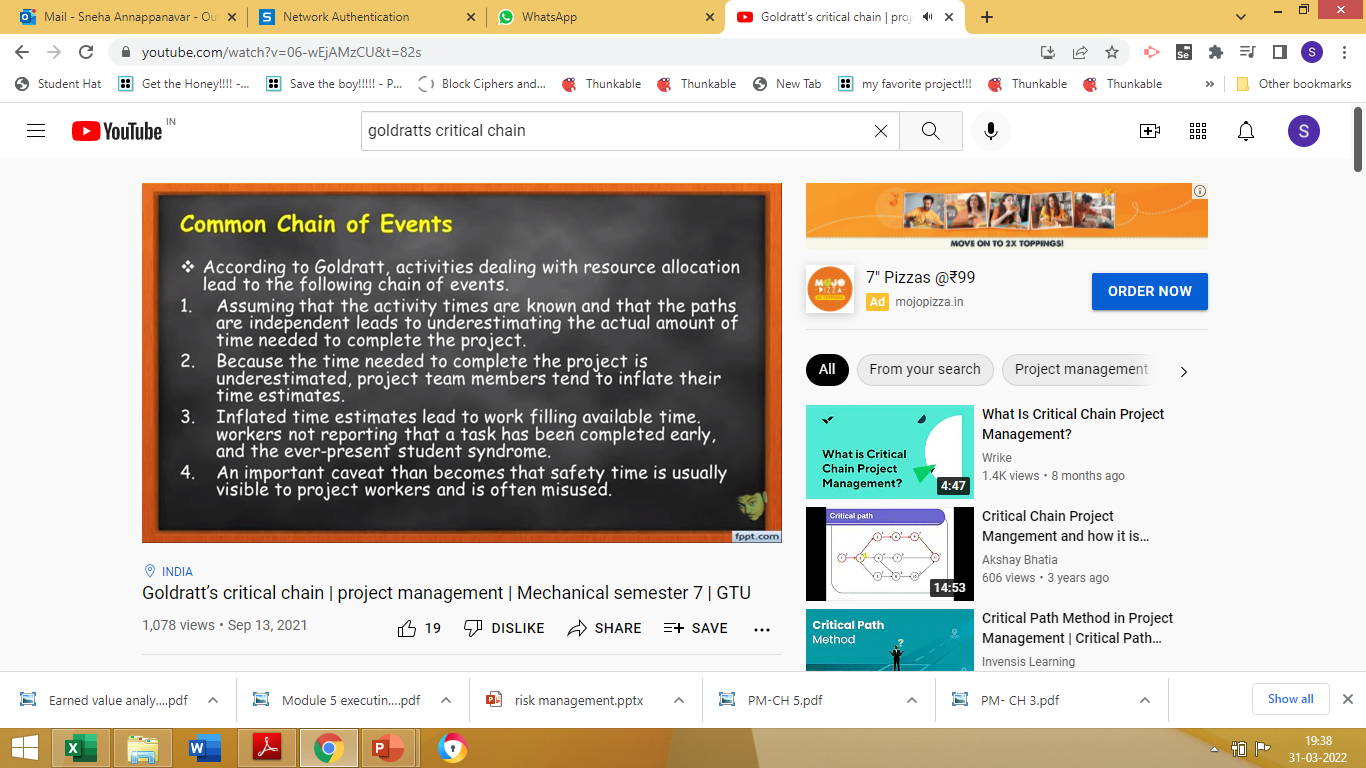 Mail - Sneha Annappanavar - Ou
Network Authentication
WhatsApp
Goldratt's critical chain | proj
youtube.com/watch?v=06-wEjAMzCU&t=82s
S
Student Hat
Get the Honey!!!! -...
Save the boy!!!!! - P...
Block Ciphers and...
Thunkable
Thunkable
New Tab
my favorite project!!!
Thunkable
Thunkable
»
Other bookmarks
YouTube IN
goldratts critical chain
S
Common Chain of Events
❖ According to Goldratt, activities dealing with resource allocation
lead to the following chain of events.
1. Assuming that the activity times are known and that the paths
are independent leads to underestimating the actual amount of
time needed to complete the project.
2. Because the time needed to complete the project is
underestimated, project team members tend to inflate their
time estimates.
3. Inflated time estimates lead to work filling available time.
workers not reporting that a task has been completed early,
and the ever-present student syndrome.
4. An important caveat than becomes that safety time is usually
visible to project workers and is often misused.
fppt.com
INDIA
Goldratt's critical chain | project management | Mechanical semester 7 | GTU
1,078 views • Sep 13, 2021
19
DISLIKE
SHARE
SAVE
...
MOVE ON TO 2X TOPPINGS!
MOJO
PIZZA
7" Pizzas @₹99
Ad mojopizza.in
ORDER NOW
All
From your search
Project management
What is Critical
Chain Project
Management?
4:47
What Is Critical Chain Project
Management?
Wrike
1.4K views • 8 months ago
Critical path
14:53
Critical Chain Project
Mangement and how it is...
Akshay Bhatia
606 views • 3 years ago
Critical Path
Method
Critical Path Method in Project
Management | Critical Path...
Invensis Learning
Earned value analy....pdf
Module 5 executin....pdf
risk management.pptx
PM-CH 5.pdf
PM- CH 3.pdf
Show all
19:38
31-03-2022